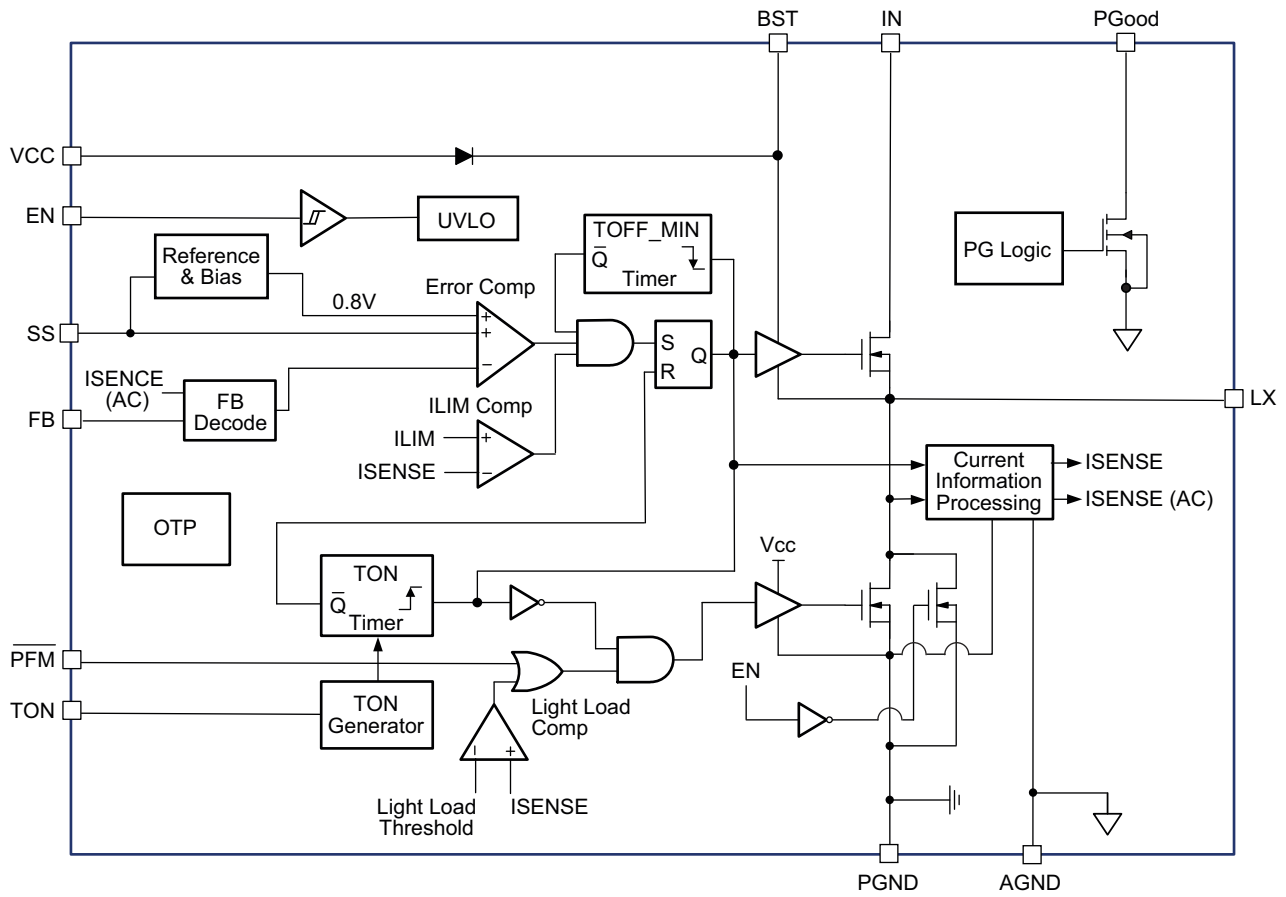 BST
IN
PGood
VCC
EN
UVLO
TOFF_MIN
Q̅
Timer
PG Logic
Reference
& Bias
Error Comp
0.8V
+
+
−
SS
S
Q
R
ISENCE
(AC)
FB
FB
Decode
ILIM Comp
ILIM
+
ISENSE
−
LX
Current
Information
Processing
ISENSE
ISENSE (AC)
OTP
Vcc
TON
Q̅
Timer
P̅F̅M̅
EN
TON
TON
Generator
Light Load
Comp
−
+
Light Load
Threshold
ISENSE
PGND
AGND